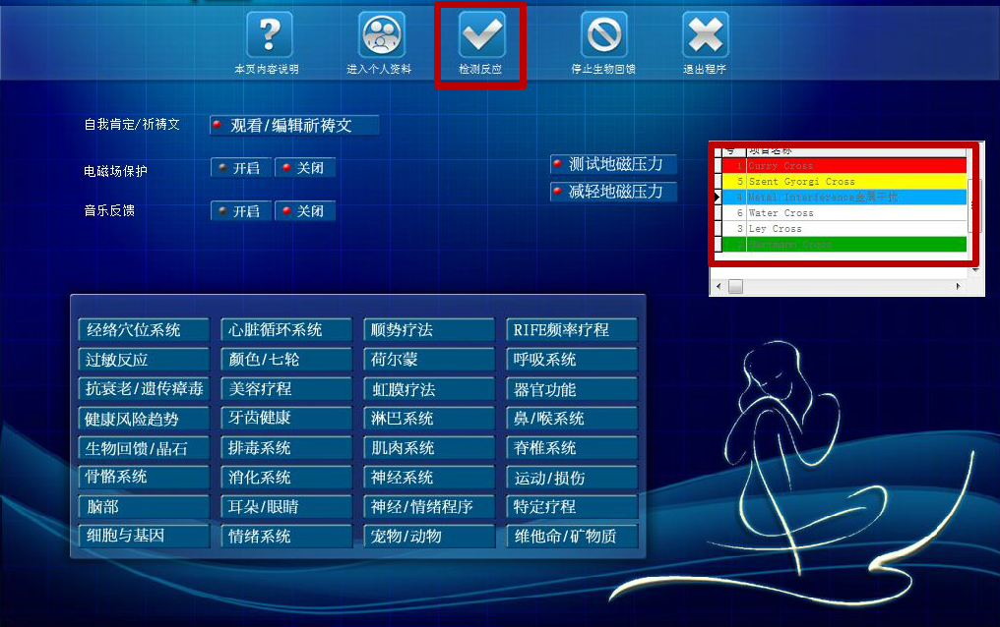 本页内容说明
进入个人资料
检测反应
停止生物回馈
退出程序
自我肯定/祈祷文
观看/编辑祈祷文
电磁场保护
开启
关闭
音乐反馈
开启
关闭
测试地磁压力
减轻地磁压力
号 项目名称
1 Curry Cross
5 Szent Gyorgi Cross
4 Metal Interference金属干扰
6 Water Cross
3 Ley Cross
2 Hartmann Cross
经络穴位系统 心脏循环系统 顺势疗法 RIFE频率疗程
过敏反应 颜色/七轮 荷尔蒙 呼吸系统
抗衰老/遗传瘴毒 美容疗程 虹膜疗法 器官功能
健康风险趋势 牙齿健康 淋巴系统 鼻/喉系统
生物回馈/晶石 排毒系统 肌肉系统 脊椎系统
骨骼系统 消化系统 神经系统 运动/损伤
脑部 耳朵/眼睛 神经/情绪程序 特定疗程
细胞与基因 情绪系统 宠物/动物 维他命/矿物质